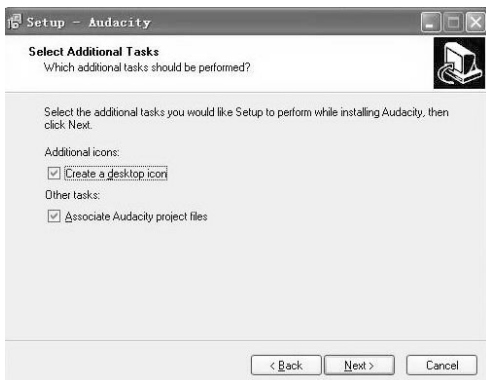 Setup - Audacity
Select Additional Tasks
Which additional tasks should be performed?
Select the additional tasks you would like Setup to perform while installing Audacity, then
click Next.
Additional icons:
Create a desktop icon
Other tasks:
Associate Audacity project files
< Back
Next >
Cancel